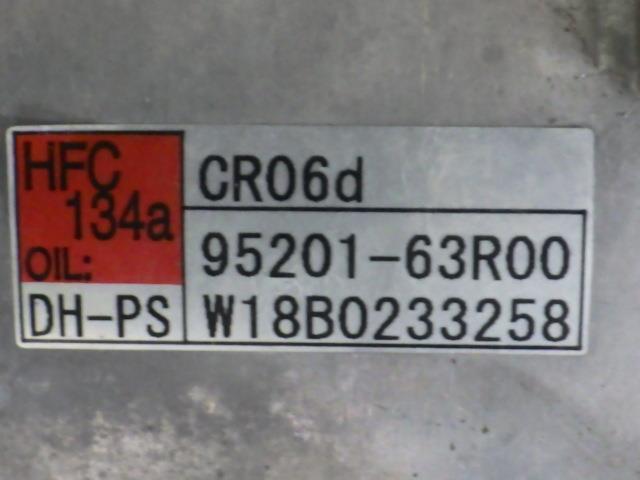 HFC
134a
OIL:
DH-PS
CR06d
95201-63R00
W18B0233258